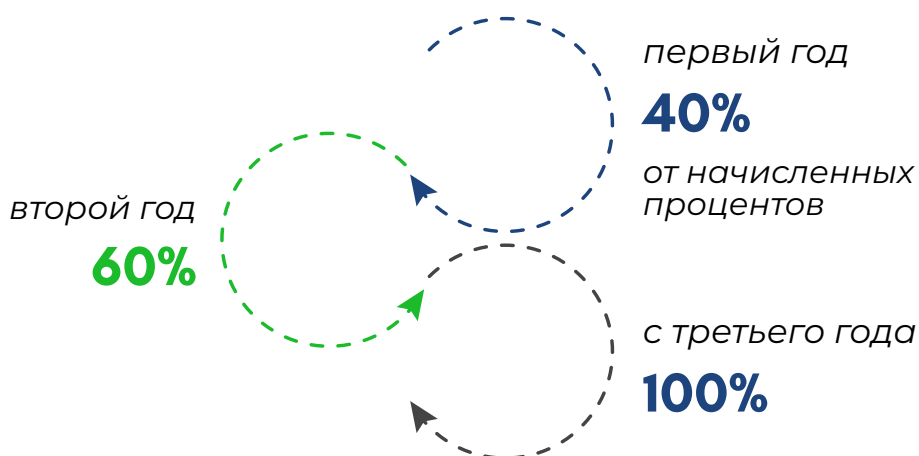 первый год
40%
от начисленных
процентов
второй год
60%
с третьего года
100%